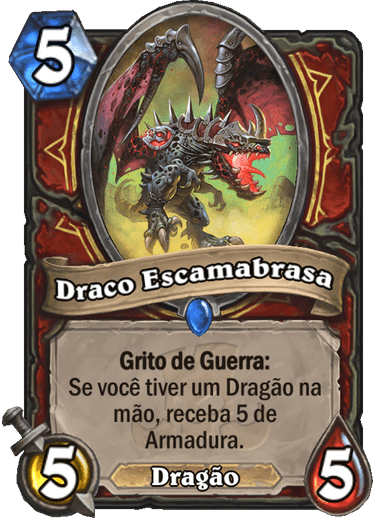 5
Draco Escamabrasa
Grito de Guerra:
Se você tiver um Dragão na
mão, receba 5 de
Armadura.
5
Dragão
5